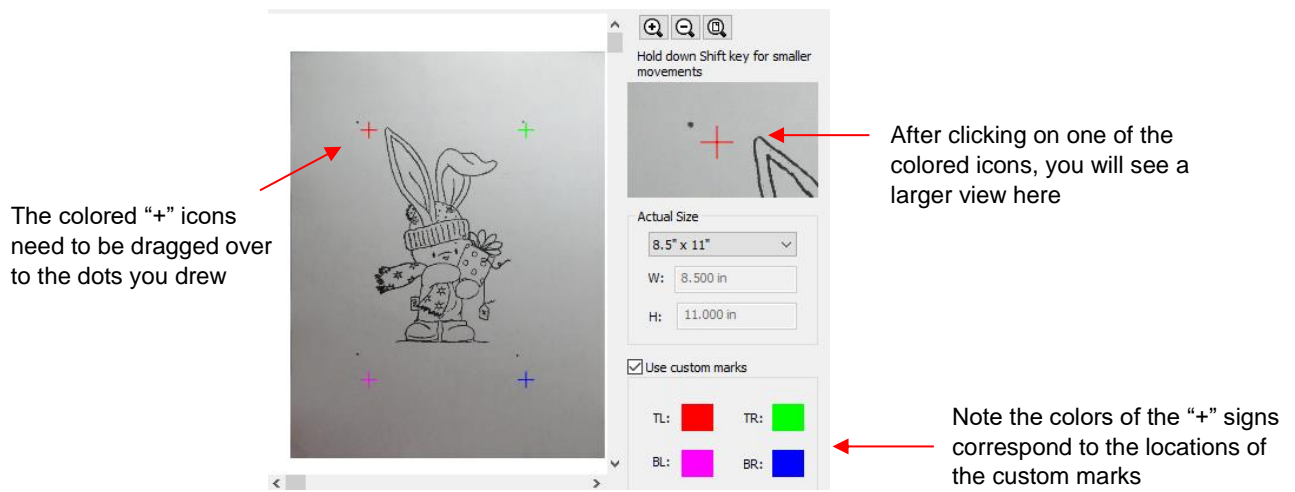 Hold down Shift key for smaller
movements
After clicking on one of the
colored icons, you will see a
larger view here
The colored “+” icons
need to be dragged over
to the dots you drew
Actual Size
8.5" x 11"
W: 8.500 in
H: 11.000 in
Use custom marks
TL: TR:
BL: BR:
Note the colors of the “+” signs
correspond to the locations of
the custom marks